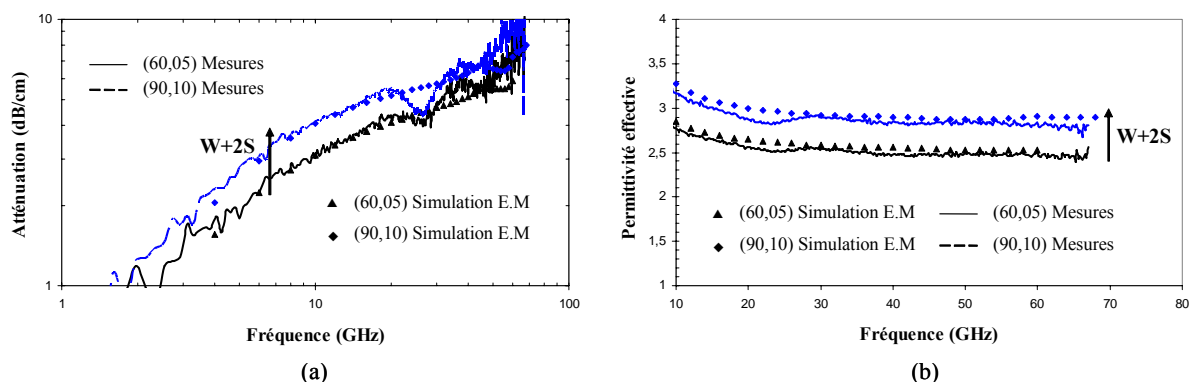 10
(60,05) Mesures
(90,10) Mesures
W+2S
(60,05) Simulation E.M
(90,10) Simulation E.M
1
1
10
100
Atténuation (dB/cm)
Fréquence (GHz)
(a)
4
3,5
3
2,5
2
1,5
1
W+2S
(60,05) Simulation E.M
(60,05) Mesures
(90,10) Simulation E.M
(90,10) Mesures
10 20 30 40 50 60 70 80
Permittivité effective
Fréquence (GHz)
(b)